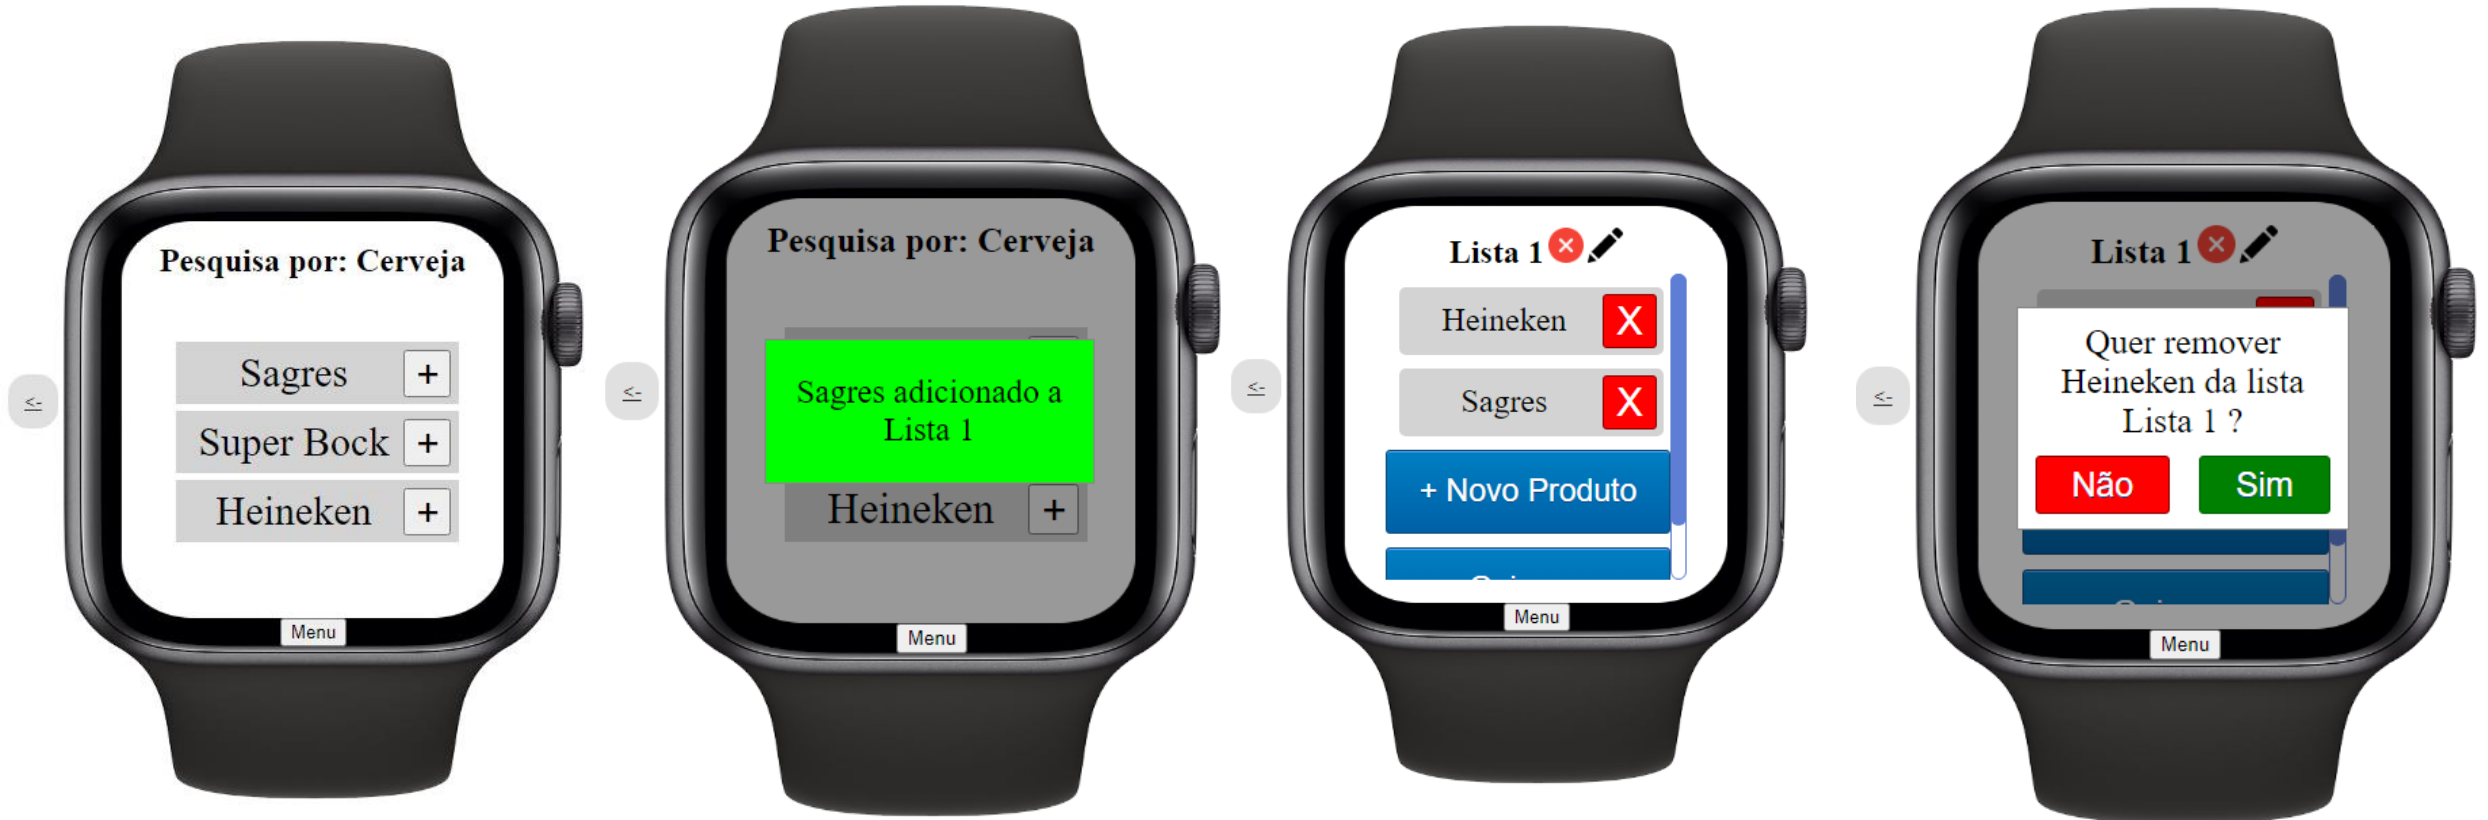 Pesquisa por: Cerveja
Sagres +
Super Bock +
Heineken +
<-
Menu
Pesquisa por: Cerveja
Sagres adicionado a
Lista 1
Heineken +
<-
Menu
Lista 1
Heineken X
Sagres X
+ Novo Produto
<-
Menu
Lista 1
Quer remover
Heineken da lista
Lista 1 ?
Não Sim
<-
Menu